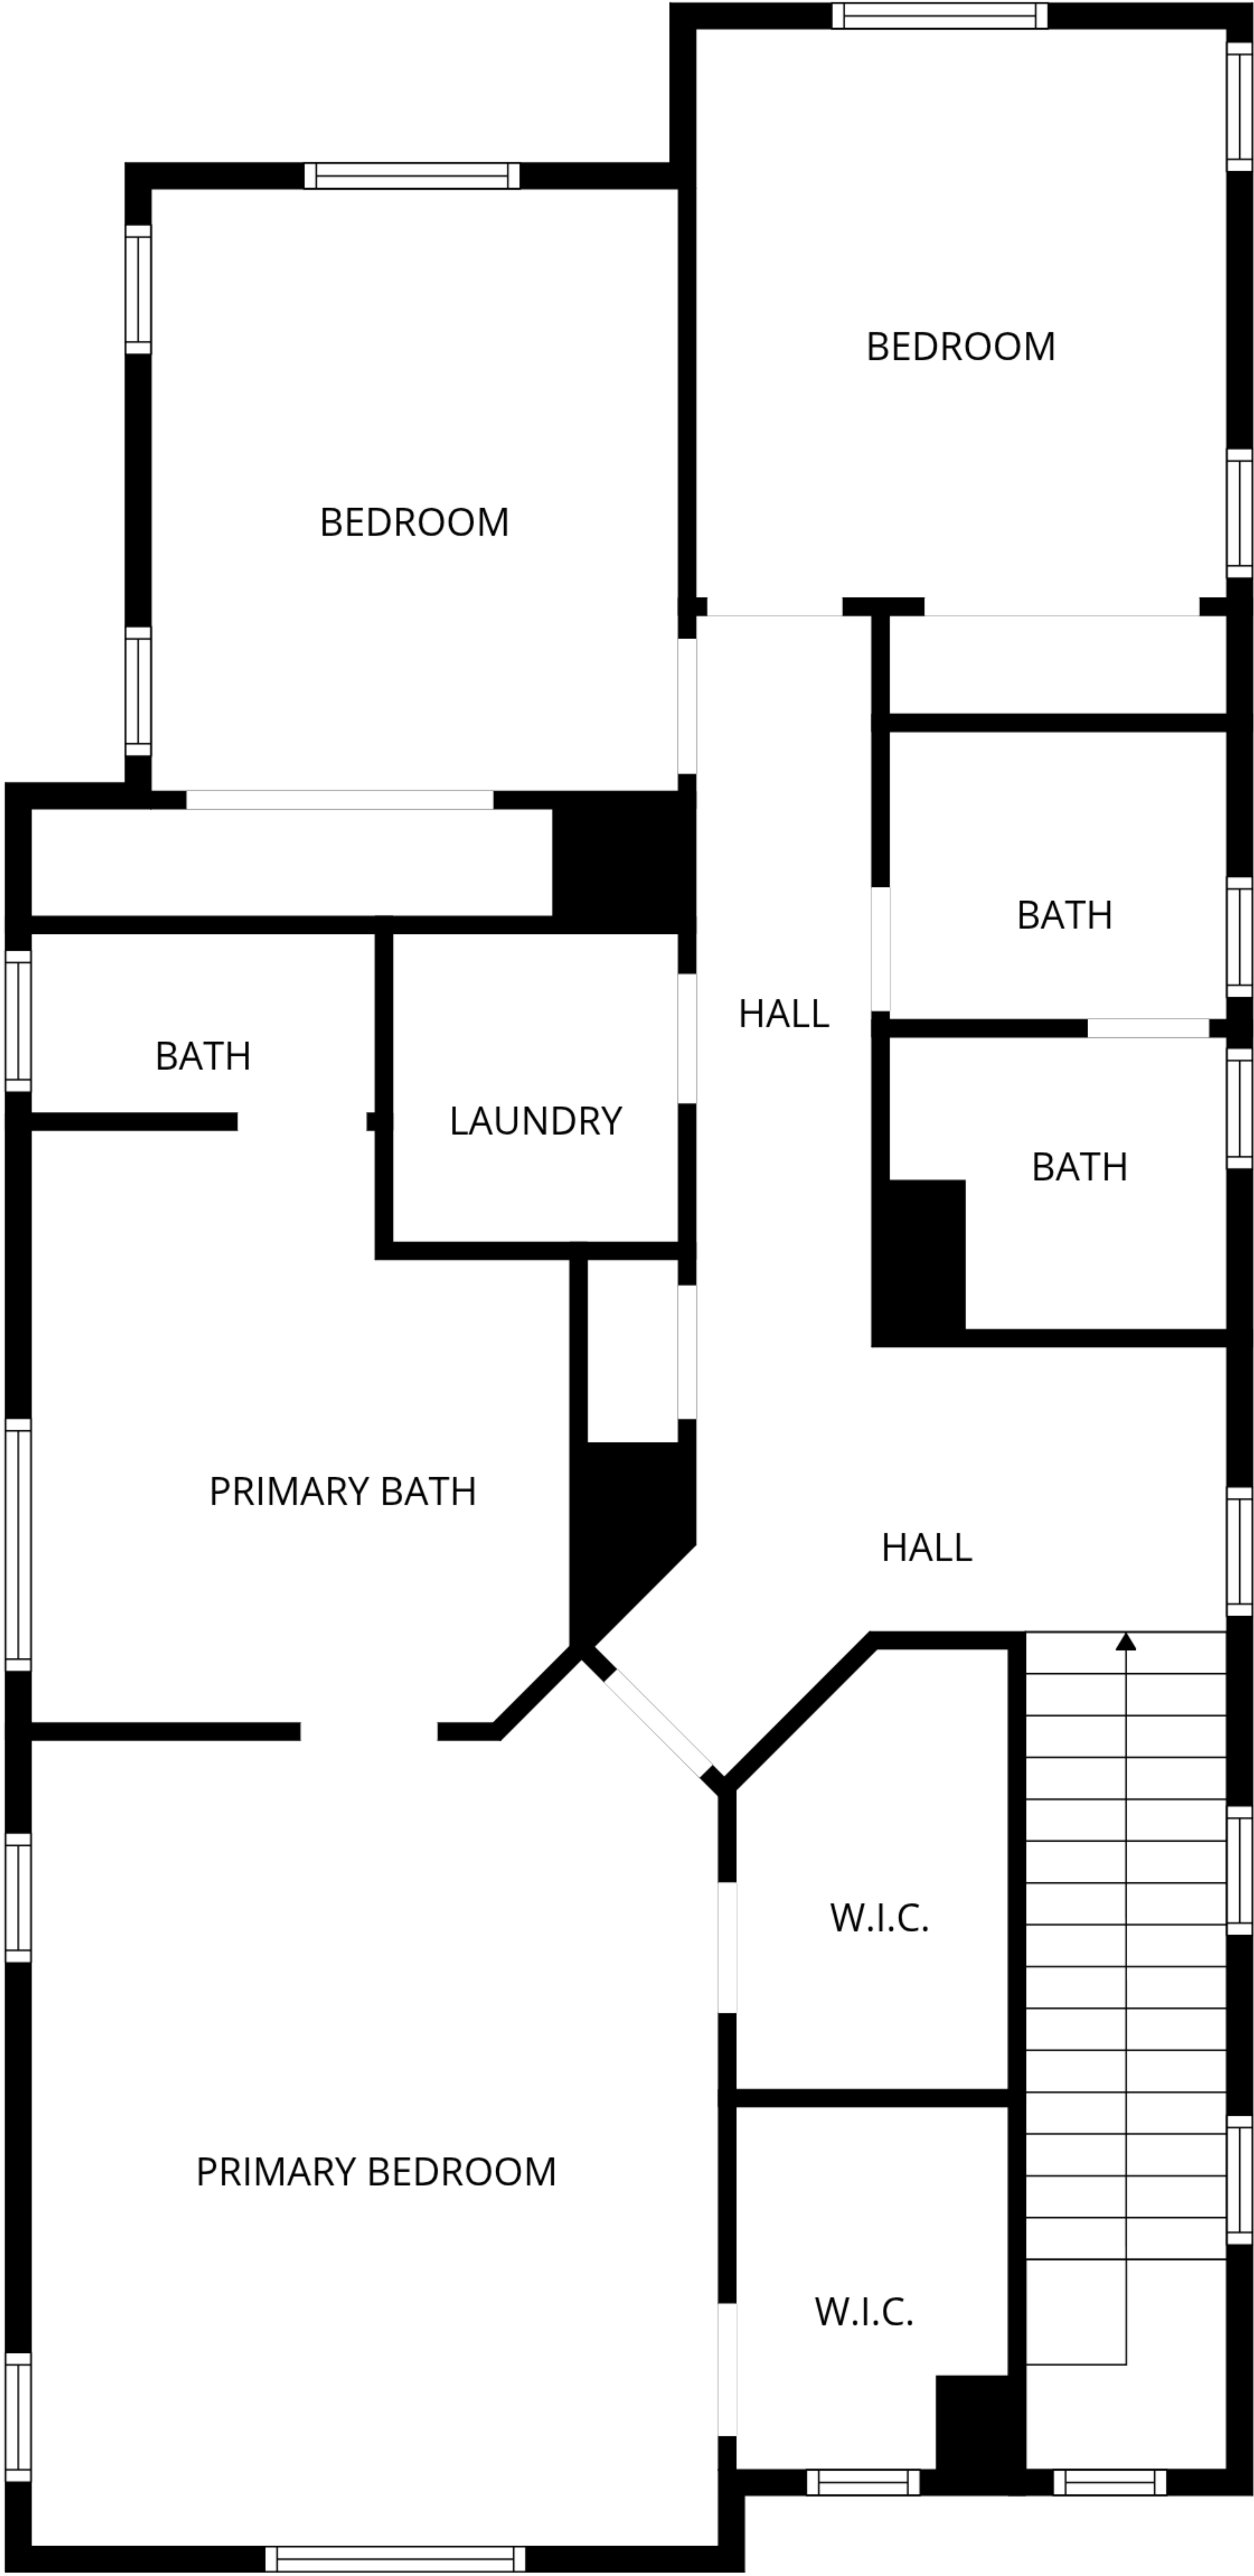 BEDROOM
BEDROOM
BATH
HALL
BATH
LAUNDRY
BATH
PRIMARY BATH
HALL
W.I.C.
PRIMARY BEDROOM
W.I.C.